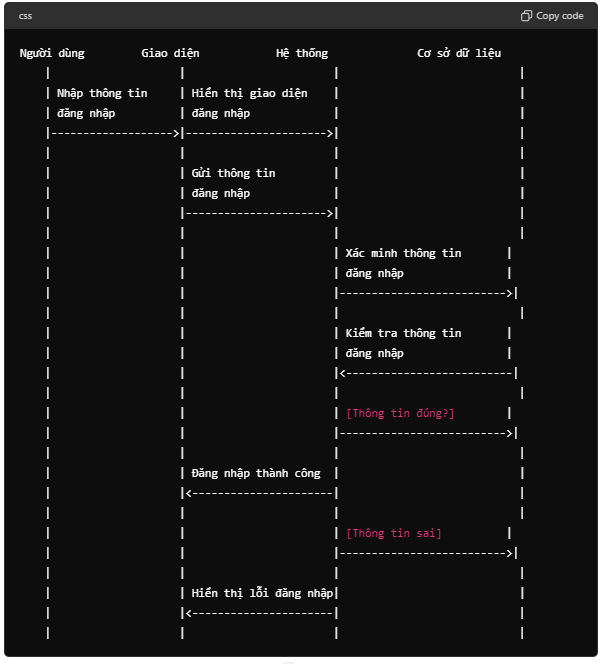 css Copy code
Người dùng Giao diện Hệ thống Cơ sở dữ liệu
Nhập thông tin Hiển thị giao diện
đăng nhập đăng nhập
Gửi thông tin
đăng nhập
Xác minh thông tin
đăng nhập
Kiểm tra thông tin
đăng nhập
[Thông tin đúng?]
Đăng nhập thành công
[Thông tin sai]
Hiển thị lỗi đăng nhập